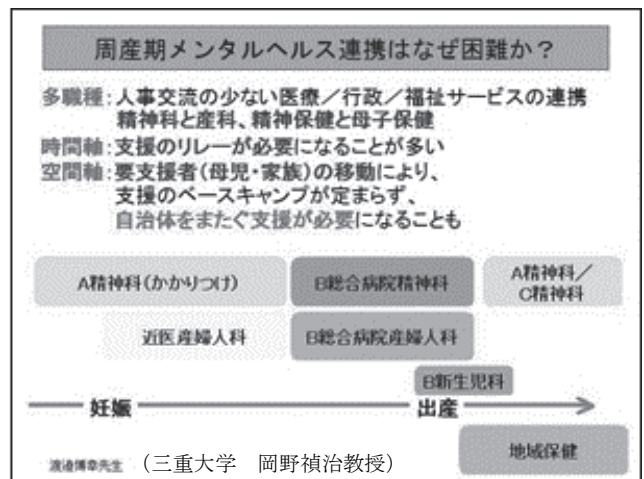 周産期メンタルヘルス連携はなぜ困難か？
多職種：人事交流の少ない医療／行政／福祉サービスの連携
精神科と産科、精神保健と母子保健
時間軸：支援のリレーが必要になることが多い
空間軸：要支援者（母児・家族）の移動により、
支援のベースキャンプが定まらず、
自治体をまたぐ支援が必要になることも
A精神科（かかりつけ）
B総合病院精神科
A精神科／
C精神科
近医産婦人科
B総合病院産婦人科
B新生児科
妊娠
出産
地域保健
渡邉博幸先生 （三重大学　岡野禎治教授）